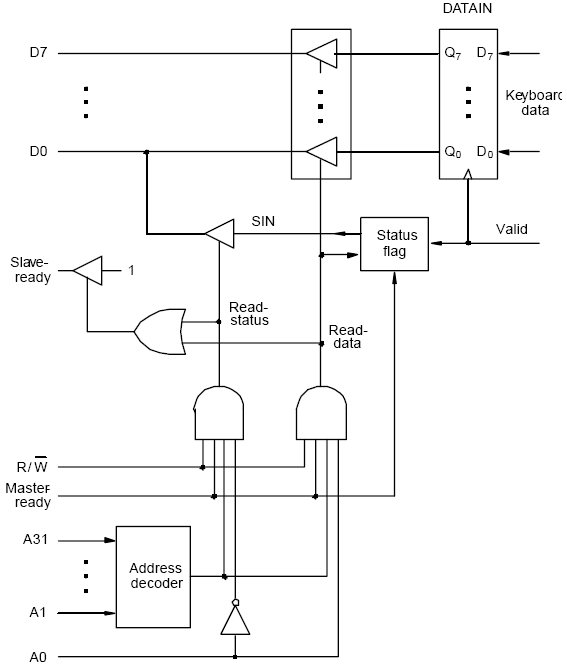 DATAIN
D7
Q7 D7
Keyboard
data
D0
Q0 D0
SIN
Status
flag
Valid
Slave-
ready
1
Read-
status
Read-
data
R/W̅
Master-
ready
A31
Address
decoder
A1
A0